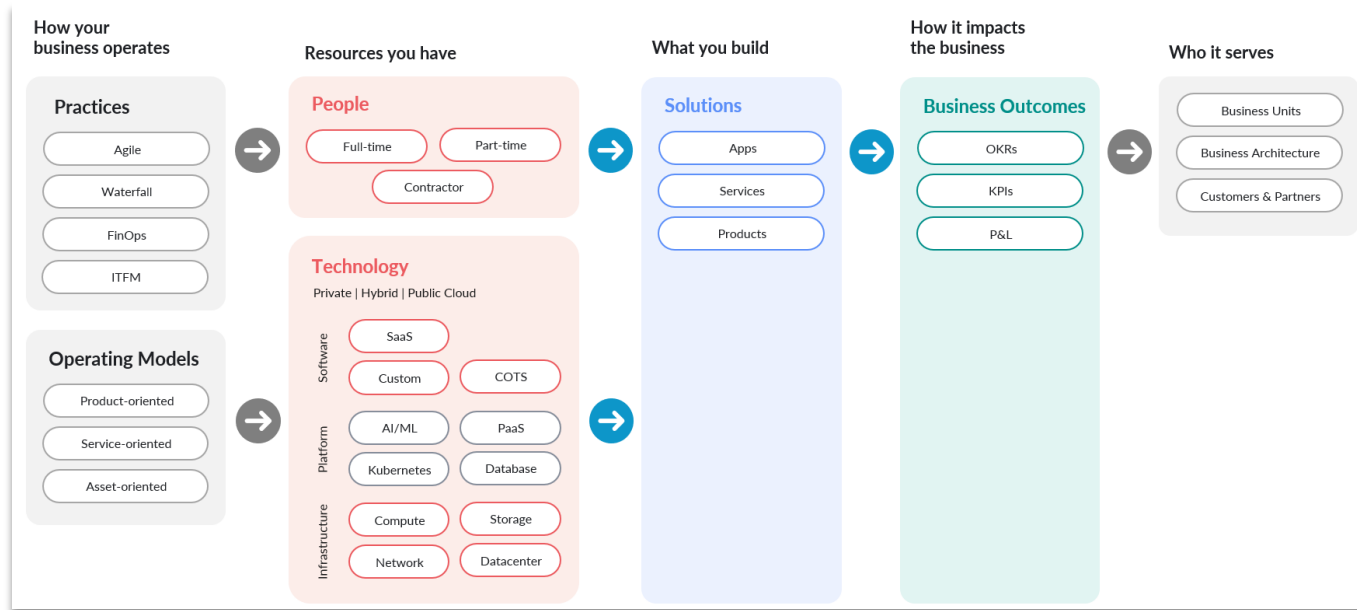 How your
business operates
Practices
Agile
Waterfall
FinOps
ITFM
Operating Models
Product-oriented
Service-oriented
Asset-oriented
Resources you have
People
Full-time
Part-time
Contractor
Technology
Private | Hybrid | Public Cloud
Software
SaaS
Custom
COTS
Platform
AI/ML
PaaS
Kubernetes
Database
Infrastructure
Compute
Storage
Network
Datacenter
What you build
Solutions
Apps
Services
Products
How it impacts
the business
Business Outcomes
OKRs
KPIs
P&L
Who it serves
Business Units
Business Architecture
Customers & Partners